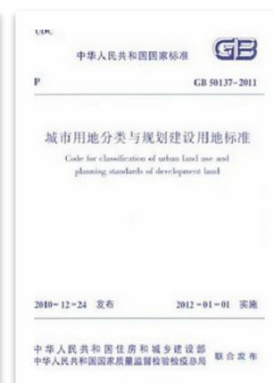 UDC
中华人民共和国国家标准 GB
P GB 50137-2011
城市用地分类与规划建设用地标准
Code for classification of urban land use and
planning standards of development land
2010-12-24 发布 2012-01-01 实施
中华人民共和国住房和城乡建设部
中华人民共和国国家质量监督检验检疫总局 联合发布